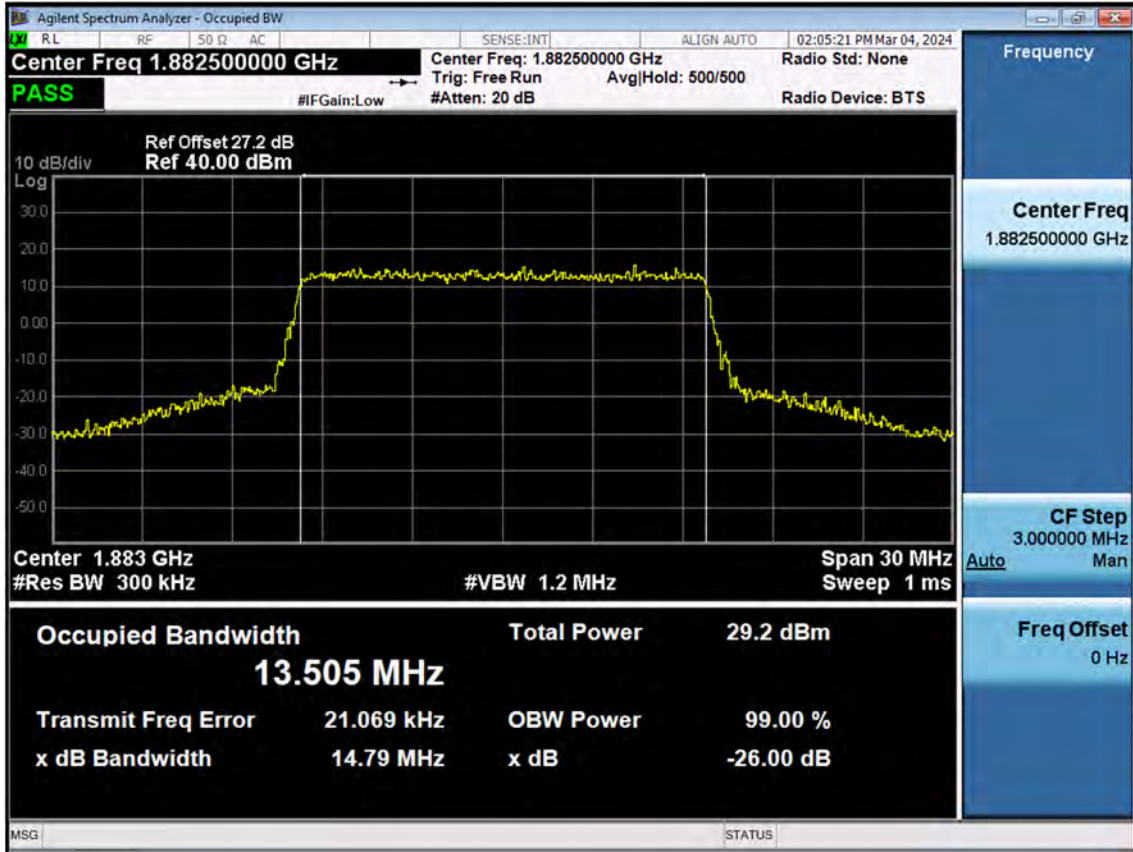 Agilent Spectrum Analyzer - Occupied BW
LXI RL RF 50 Ω AC SENSE:INT ALIGN AUTO 02:05:21 PM Mar 04, 2024
Center Freq 1.882500000 GHz
Center Freq: 1.882500000 GHz Radio Std: None
Trig: Free Run Avg|Hold: 500/500
PASS
#IFGain:Low #Atten: 20 dB Radio Device: BTS
Ref Offset 27.2 dB
10 dB/div Ref 40.00 dBm
Log
30.0
20.0
10.0
0.00
-10.0
-20.0
-30.0
-40.0
-50.0
Center 1.883 GHz Span 30 MHz
#Res BW 300 kHz #VBW 1.2 MHz Sweep 1 ms
Occupied Bandwidth Total Power 29.2 dBm
13.505 MHz
Transmit Freq Error 21.069 kHz OBW Power 99.00 %
x dB Bandwidth 14.79 MHz x dB -26.00 dB
MSG STATUS
Frequency
Center Freq
1.882500000 GHz
CF Step
3.000000 MHz
Auto Man
Freq Offset
0 Hz